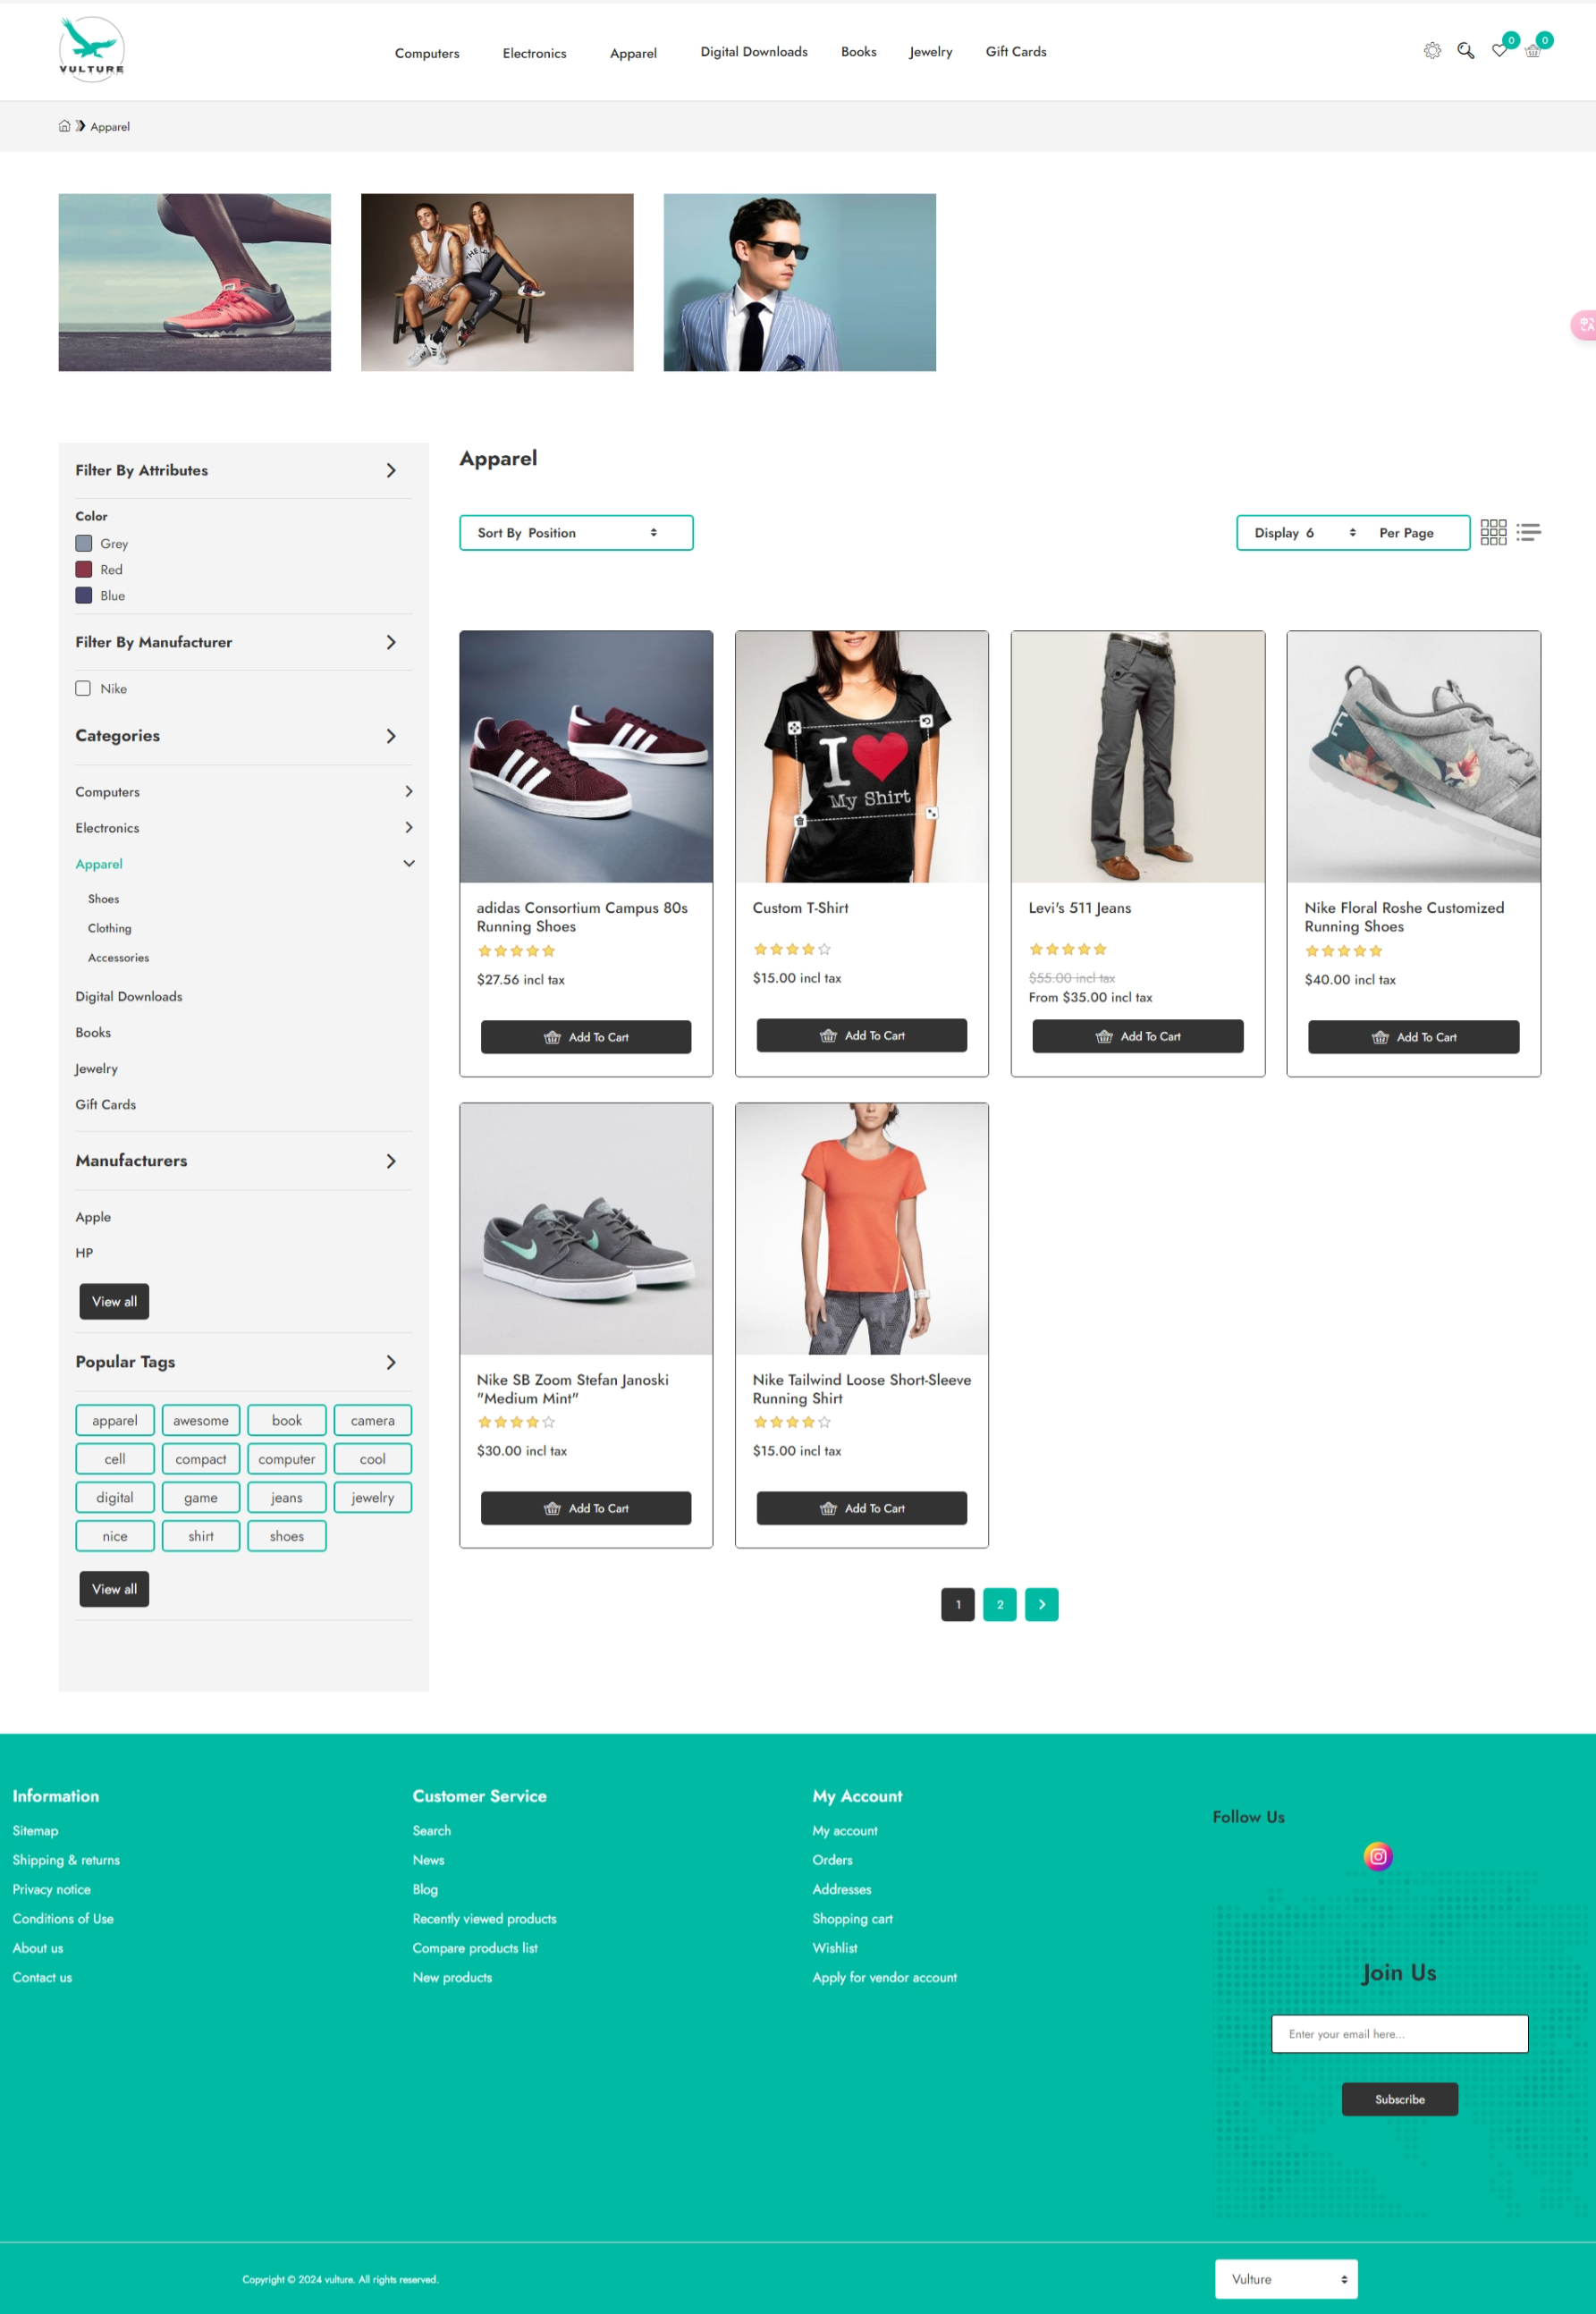 VULTURE
Computers
Electronics
Apparel
Digital Downloads
Books
Jewelry
Gift Cards
0
0
Apparel
THE L
Filter By Attributes
Color
Grey
Red
Blue
Filter By Manufacturer
Nike
Categories
Computers
Electronics
Apparel
Shoes
Clothing
Accessories
Digital Downloads
Books
Jewelry
Gift Cards
Manufacturers
Apple
HP
View all
Popular Tags
apparel awesome book camera
cell compact computer cool
digital game jeans jewelry
nice shirt shoes
View all
Apparel
Sort By Position
Display 6 Per Page
I
My Shirt
adidas Consortium Campus 80s
Running Shoes
$27.56 incl tax
Add To Cart
Custom T-Shirt
$15.00 incl tax
Add To Cart
Levi's 511 Jeans
$55.00 incl tax
From $35.00 incl tax
Add To Cart
Nike Floral Roshe Customized
Running Shoes
$40.00 incl tax
Add To Cart
Nike SB Zoom Stefan Janoski
"Medium Mint"
$30.00 incl tax
Add To Cart
Nike Tailwind Loose Short-Sleeve
Running Shirt
$15.00 incl tax
Add To Cart
1 2
Information
Sitemap
Shipping & returns
Privacy notice
Conditions of Use
About us
Contact us
Customer Service
Search
News
Blog
Recently viewed products
Compare products list
New products
My Account
My account
Orders
Addresses
Shopping cart
Wishlist
Apply for vendor account
Follow Us
Join Us
Enter your email here...
Subscribe
Copyright © 2024 vulture. All rights reserved.
Vulture